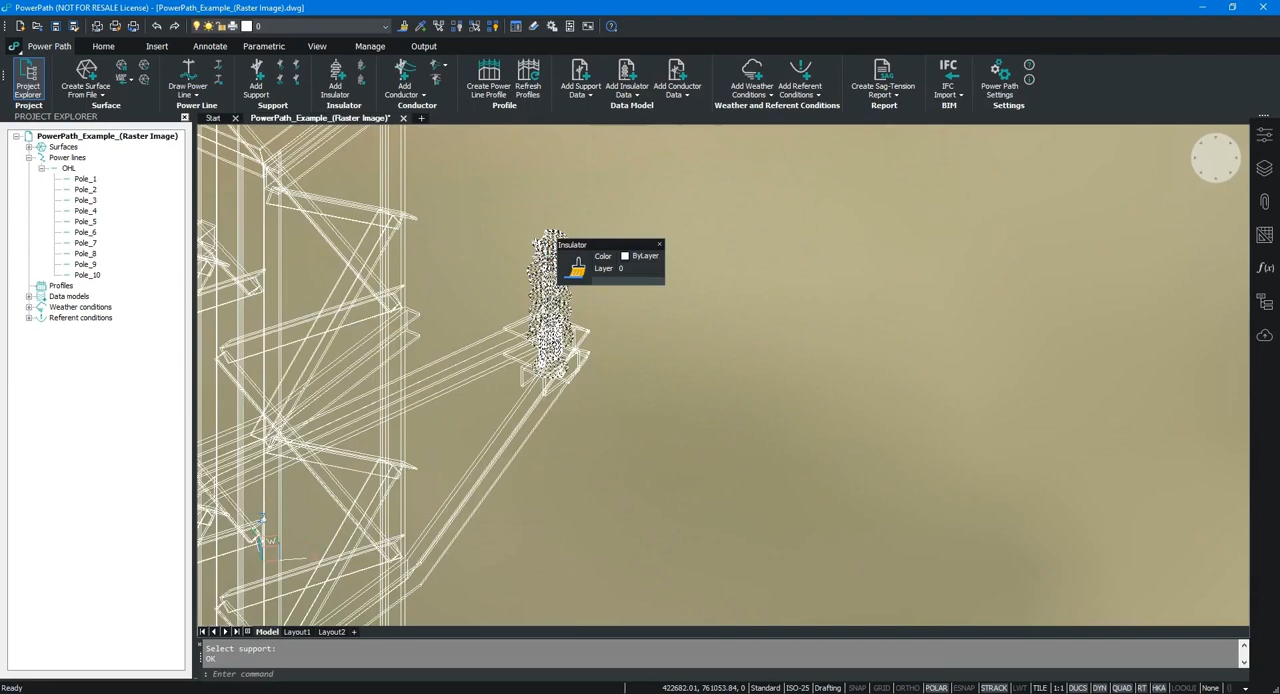 PowerPath (NOT FOR RESALE License) - [PowerPath_Example_(Raster Image).dwg]
0
Power Path Home Insert Annotate Parametric View Manage Output
Project Explorer
Create Surface From File
Draw Power Line
Add Support
Add Insulator
Add Conductor
Create Power Line Profile
Refresh Profiles
Add Support Data
Add Insulator Data
Add Conductor Data
Add Weather Conditions
Add Referent Conditions
SAG
Create Sag-Tension Report
IFC
IFC Import
Power Path Settings
Project Surface Power Line Support Insulator Conductor Profile Data Model Weather and Referent Conditions Report BIM Settings
PROJECT EXPLORER
Start PowerPath_Example_(Raster Image)*
PowerPath_Example_(Raster Image)
Surfaces
Power lines
OHL
Pole_1
Pole_2
Pole_3
Pole_4
Pole_5
Pole_6
Pole_7
Pole_8
Pole_9
Pole_10
Profiles
Data models
Weather conditions
Referent conditions
Insulator
Color ByLayer
Layer 0
W
f(x)
Model Layout1 Layout2 +
Select support:
OK
: Enter command
Ready
422682.01, 761053.84, 0 Standard ISO-25 Drafting SNAP GRID ORTHO POLAR ESNAP STRACK LWT TILE 1:1 DUCS DYN QUAD RT HKA LOCKUI None